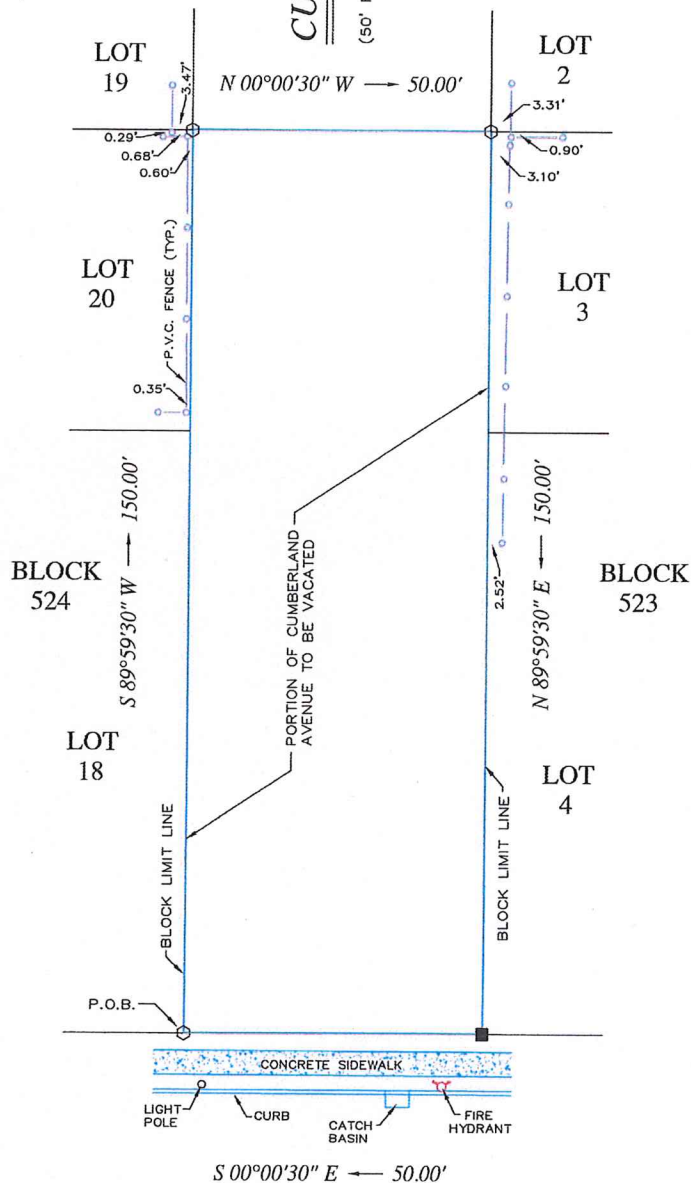 CU
(50'
LOT
19
N 00°00'30" W
50.00'
LOT
2
3.47'
3.31'
0.29'
0.68'
0.60'
0.90'
3.10'
LOT
20
P.V.C. FENCE (TYP.)
LOT
3
0.35'
S 89°59'30" W
150.00'
PORTION OF CUMBERLAND
AVENUE TO BE VACATED
2.52'
N 89°59'30" E
150.00'
BLOCK
524
BLOCK
523
LOT
18
LOT
4
BLOCK LIMIT LINE
BLOCK LIMIT LINE
P.O.B.
CONCRETE SIDEWALK
LIGHT
POLE
CURB
CATCH
BASIN
FIRE
HYDRANT
S 00°00'30" E
50.00'